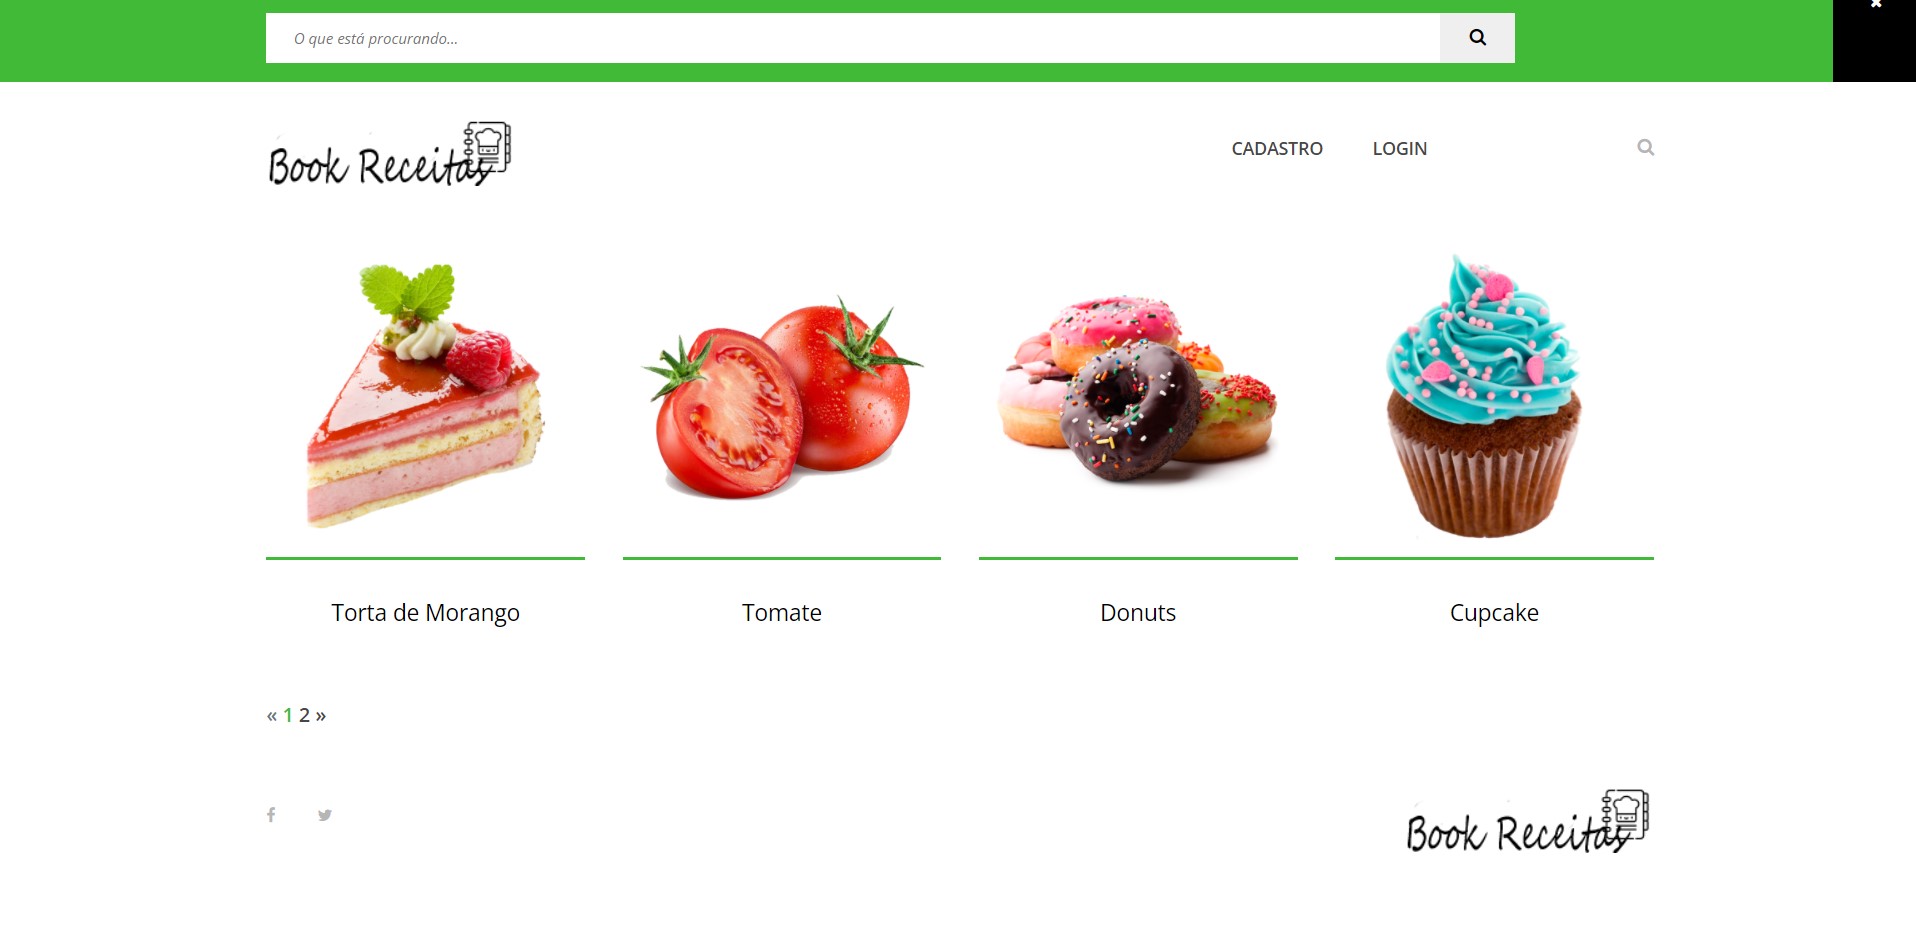 O que está procurando...
Book Receitas
CADASTRO LOGIN
Torta de Morango
Tomate
Donuts
Cupcake
« 1 2 »
Book Receitas